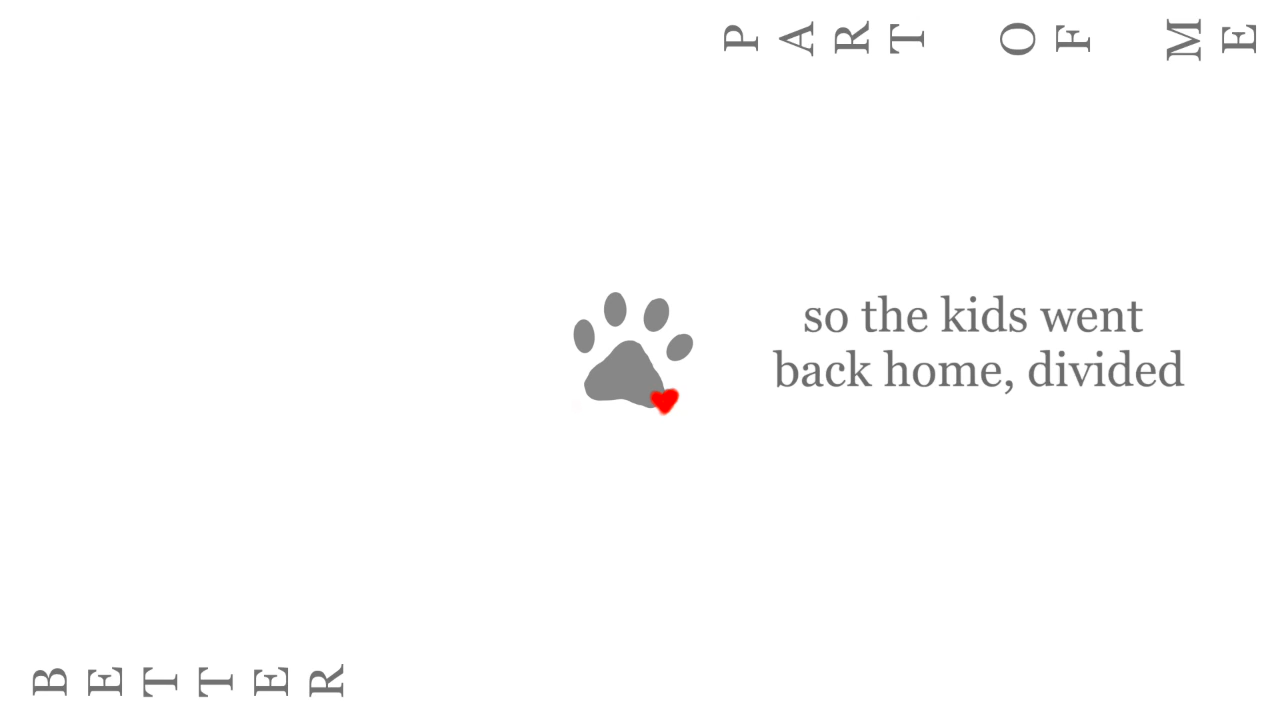 PART OF ME
so the kids went
back home, divided
BETTER